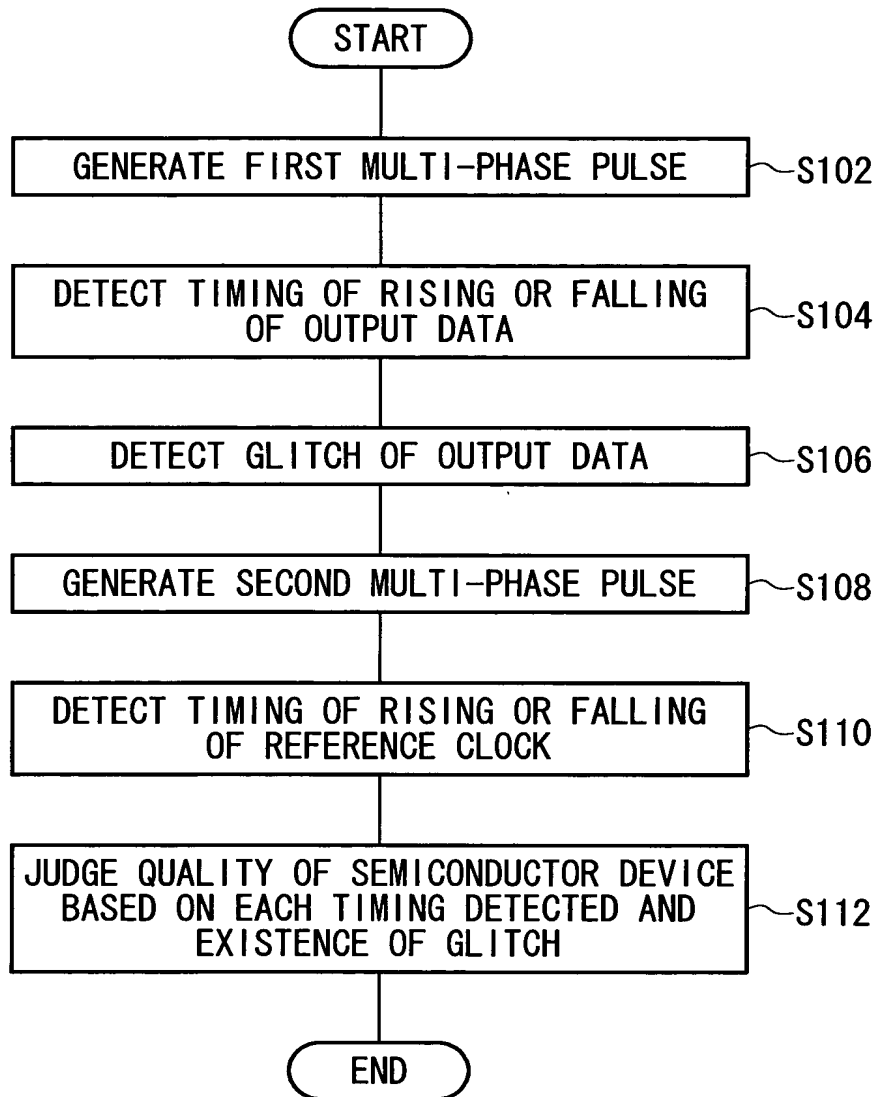 START
GENERATE FIRST MULTI-PHASE PULSE
S102
DETECT TIMING OF RISING OR FALLING
OF OUTPUT DATA
S104
DETECT GLITCH OF OUTPUT DATA
S106
GENERATE SECOND MULTI-PHASE PULSE
S108
DETECT TIMING OF RISING OR FALLING
OF REFERENCE CLOCK
S110
JUDGE QUALITY OF SEMICONDUCTOR DEVICE
BASED ON EACH TIMING DETECTED AND
EXISTENCE OF GLITCH
S112
END